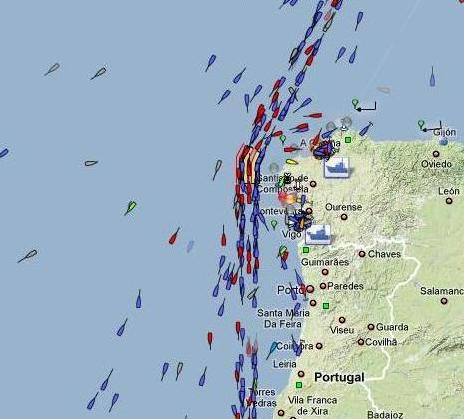 A Coruña
Gijón
Oviedo
Santiago de
Compostela
León
Pontevedra
Ourense
Vigo
Chaves
Guimarães
Porto
Paredes
Salamanc
Santa Maria
Da Feira
Viseu
Guarda
Coimbra
Covilhã
Leiria
Portugal
Torres
Vedras
Vila Franca
de Xira
Badajoz